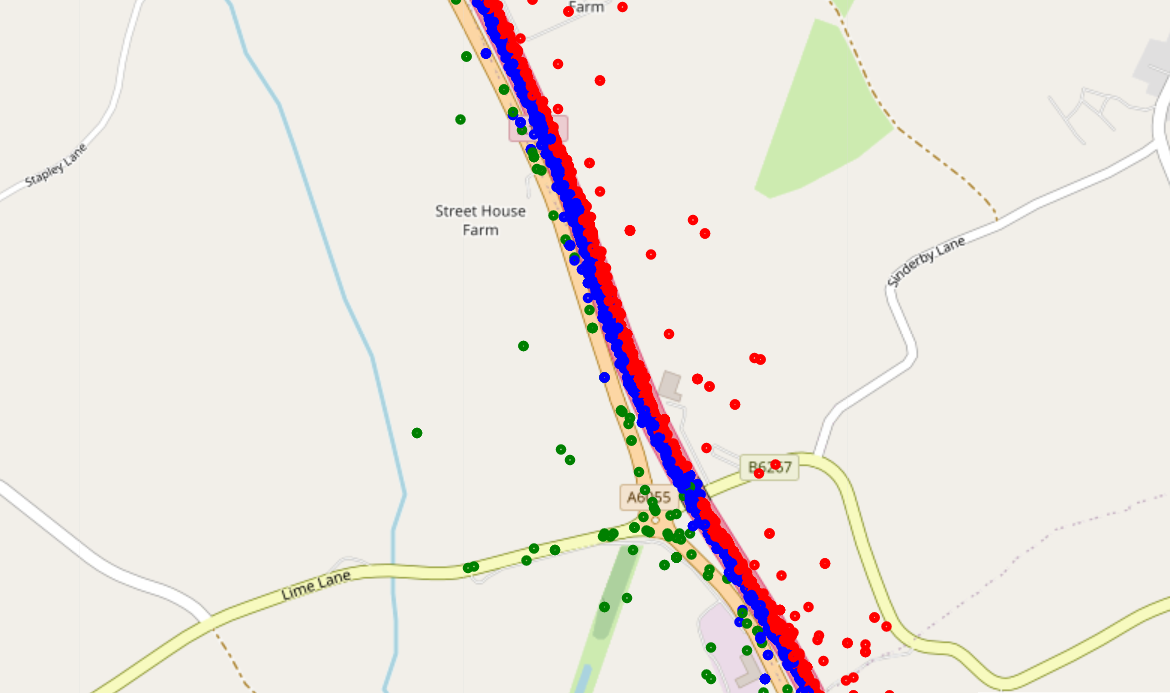 Farm
Stapley Lane
Street House
Farm
Sinderby Lane
B6267
A6055
Lime Lane